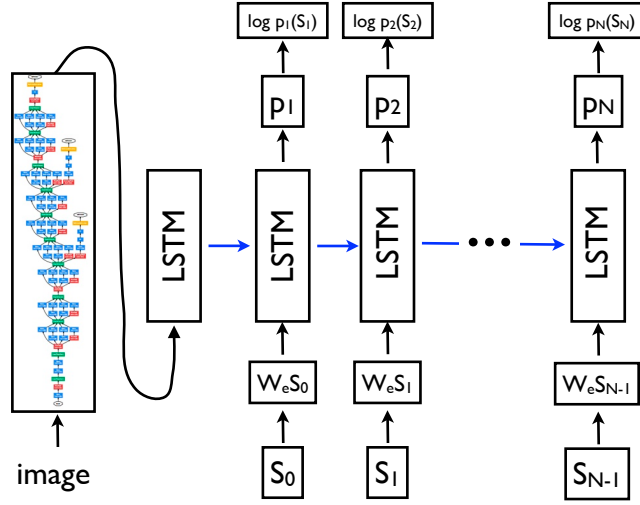 log p₁(S₁) log p₂(S₂) log pN(SN)
p₁ p₂ pN
LSTM LSTM LSTM LSTM
WₑS₀ WₑS₁ WₑSN-1
image S₀ S₁ SN-1